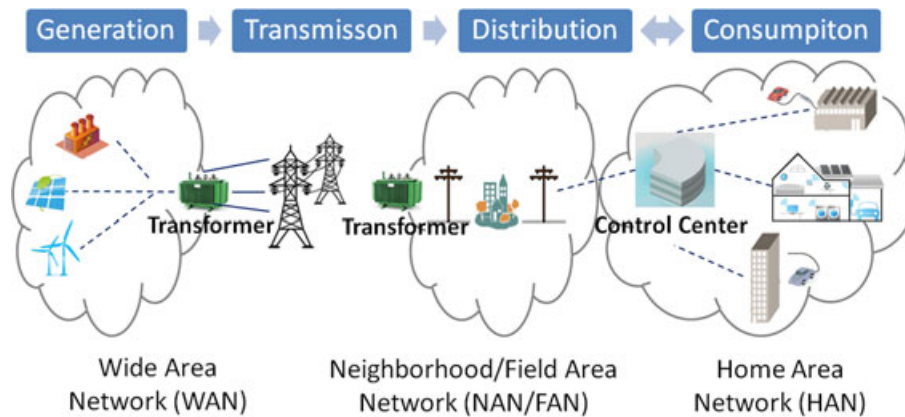 Generation
Transmisson
Distribution
Consumpiton
Transformer
Transformer
Control Center
Wide Area
Network (WAN)
Neighborhood/Field Area
Network (NAN/FAN)
Home Area
Network (HAN)